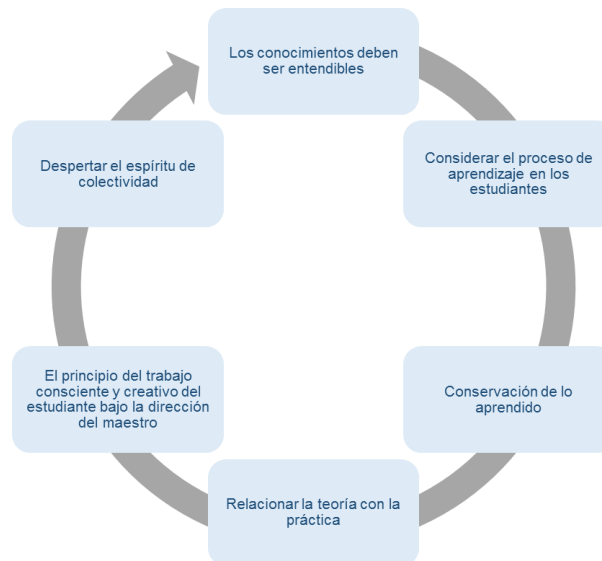 Los conocimientos deben
ser entendibles
Considerar el proceso de
aprendizaje en los
estudiantes
Conservación de lo
aprendido
Relacionar la teoría con la
práctica
El principio del trabajo
consciente y creativo del
estudiante bajo la dirección
del maestro
Despertar el espíritu de
colectividad